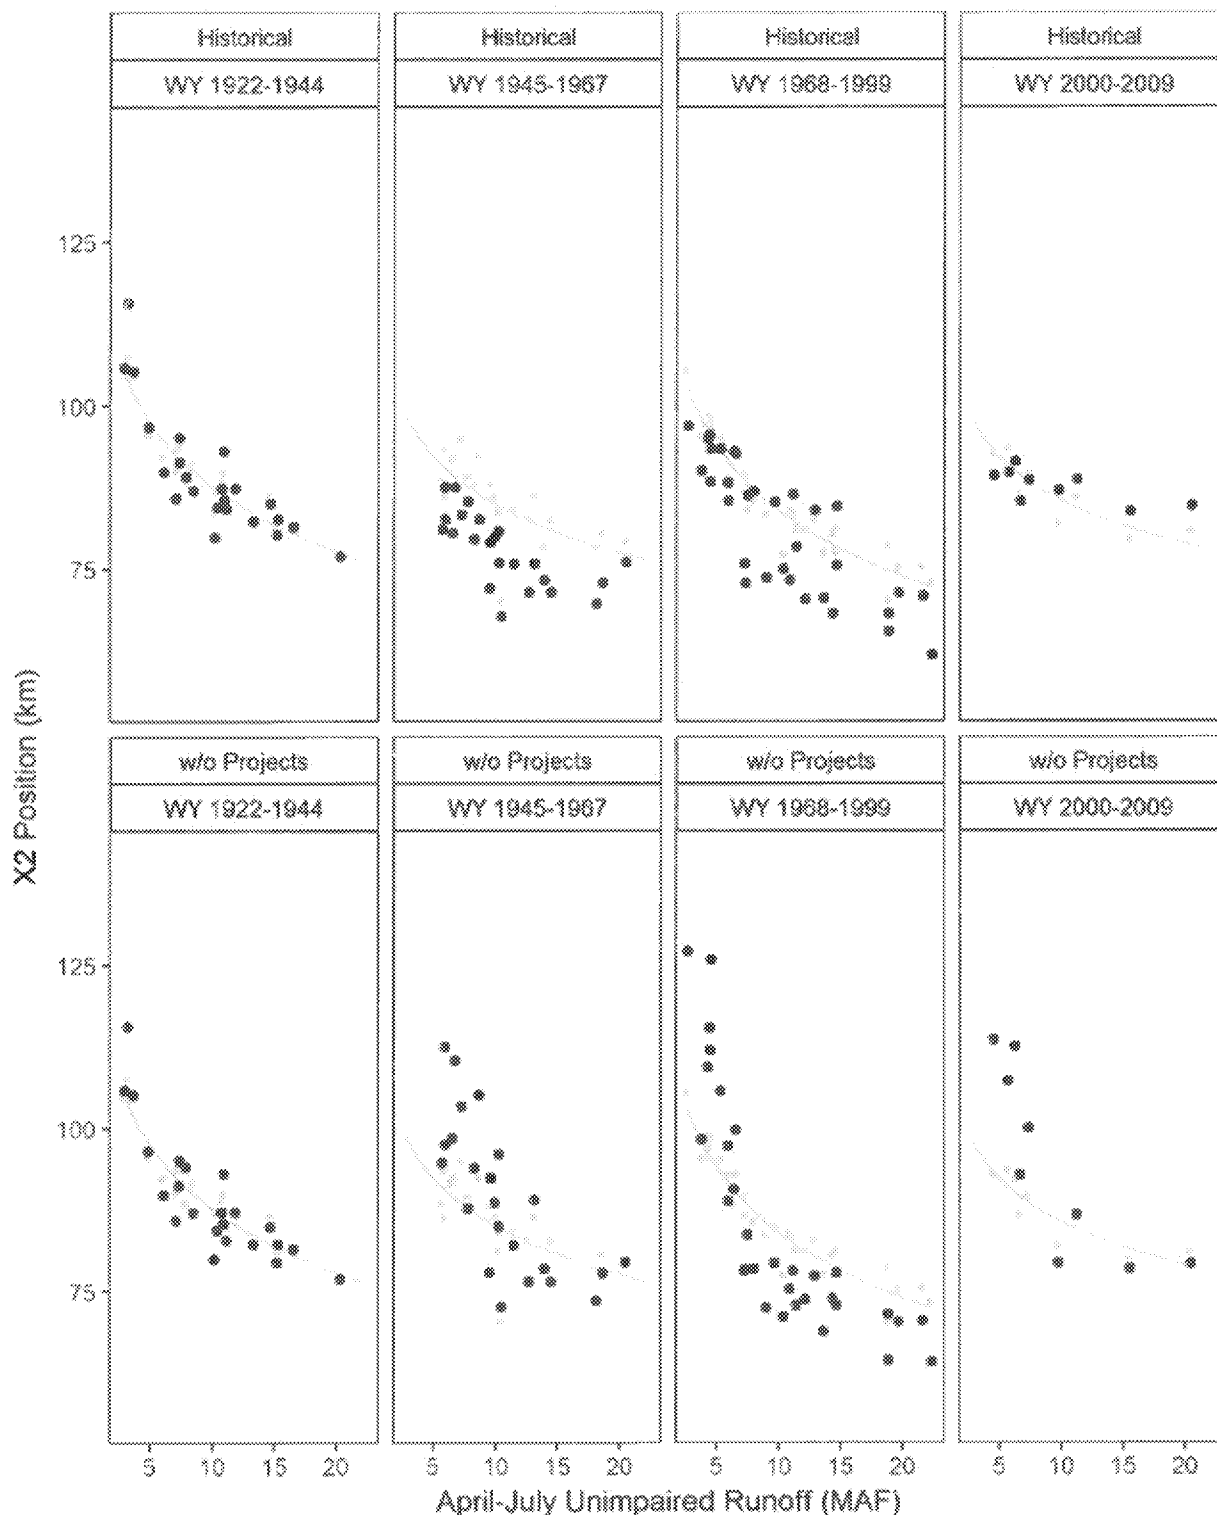 Historical Historical Historical Historical
WY 1922-1944 WY 1945-1967 WY 1968-1999 WY 2000-2009
125
100
75
X2 Position (km)
w/o Projects w/o Projects w/o Projects w/o Projects
WY 1922-1944 WY 1945-1967 WY 1968-1999 WY 2000-2009
125
100
75
5 10 15 20 5 10 15 20 5 10 15 20 5 10 15 20
April-July Unimpaired Runoff (MAF)